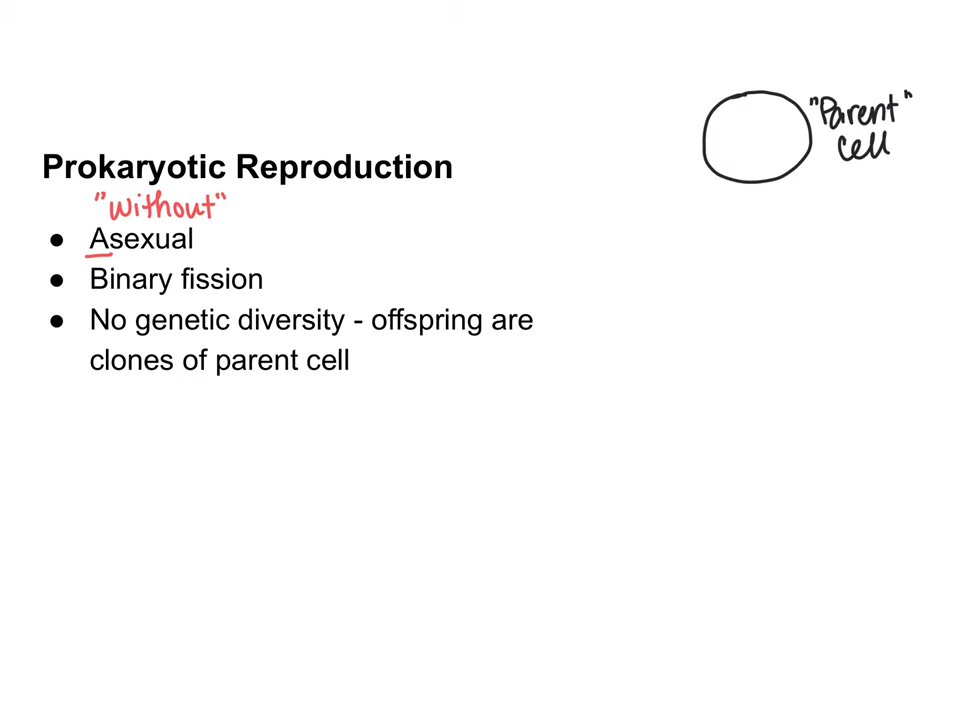 "Parent"
cell
Prokaryotic Reproduction
"without"
● Asexual
● Binary fission
● No genetic diversity - offspring are
clones of parent cell